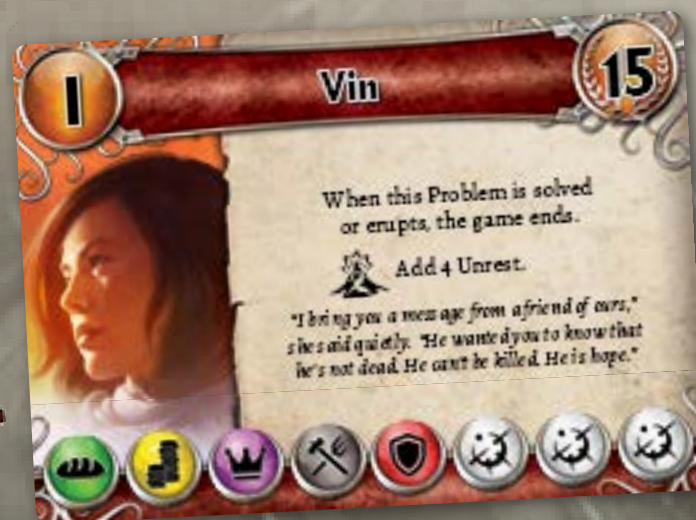 1
Vin
15
When this Problem is solved
or erupts, the game ends.
Add 4 Unrest.
"I bring you a message from a friend of ours,"
she said quietly. "He wanted you to know that
he's not dead. He can't be killed. He is hope."